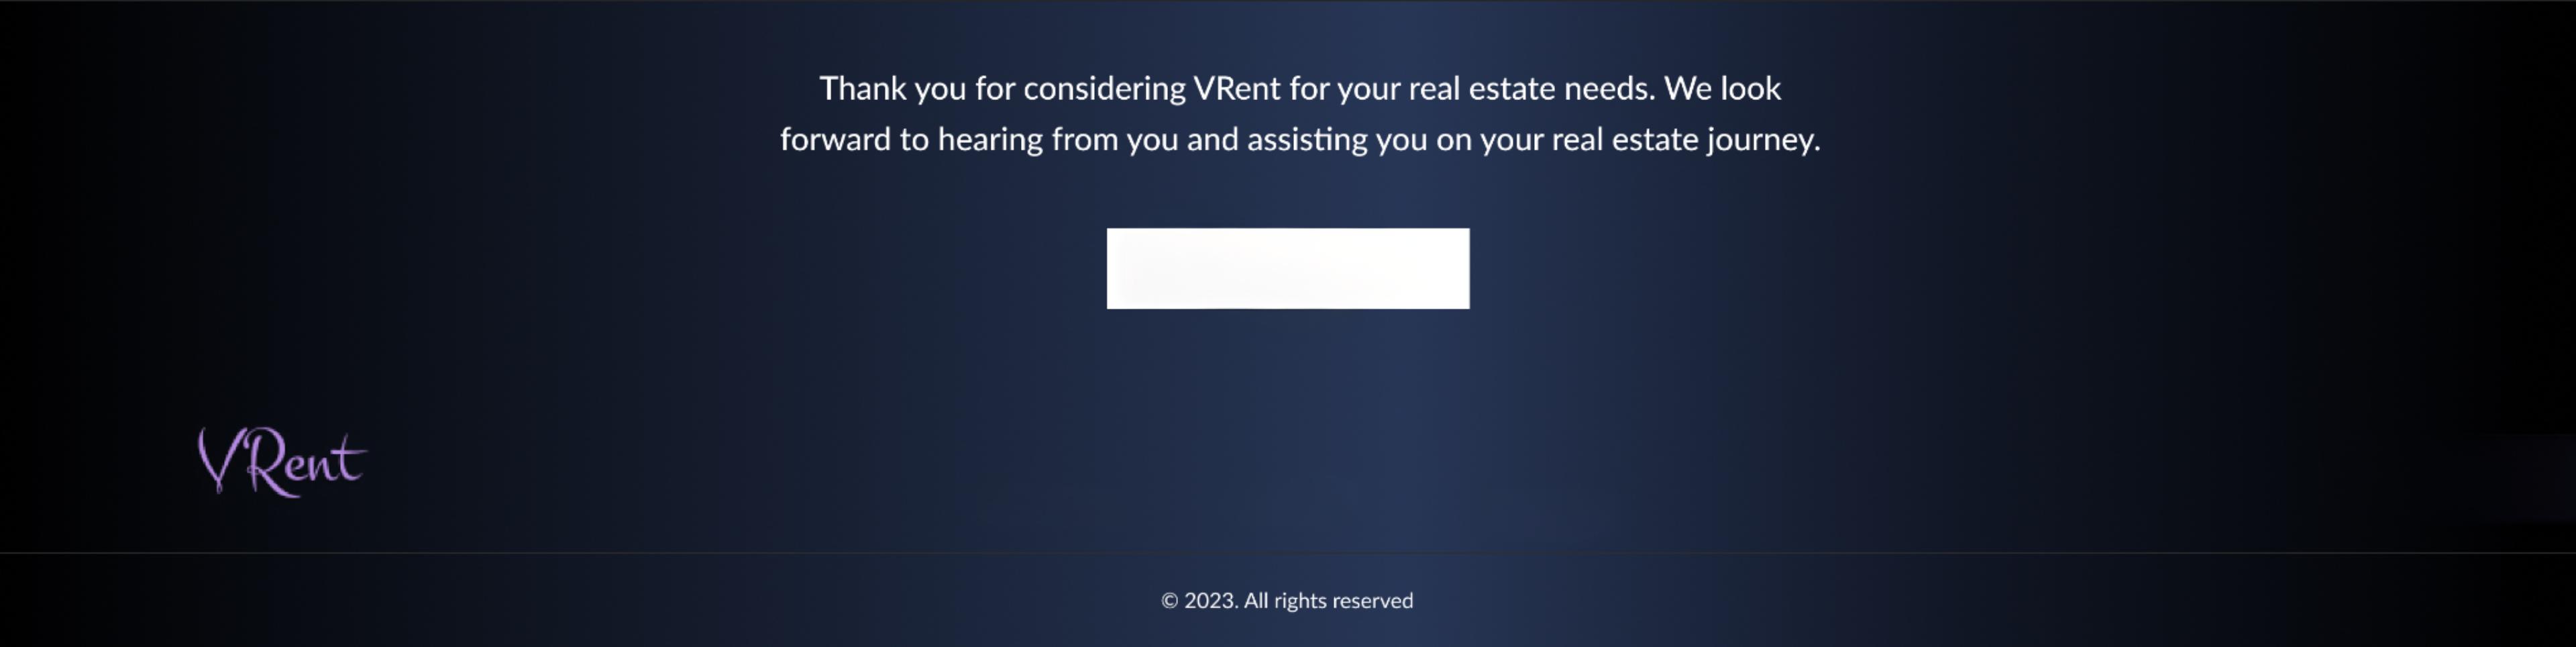 Thank you for considering VRent for your real estate needs. We look
forward to hearing from you and assisting you on your real estate journey.
VRent
© 2023. All rights reserved